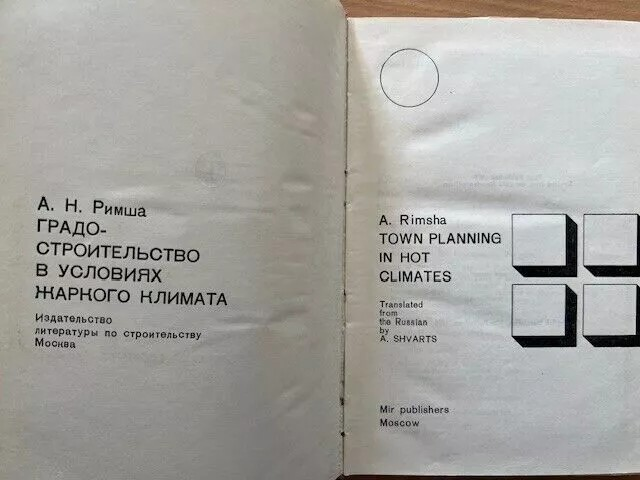 А. Н. Римша
ГРАДО-
СТРОИТЕЛЬСТВО
В УСЛОВИЯХ
ЖАРКОГО КЛИМАТА
Издательство
литературы по строительству
Москва
A. Rimsha
TOWN PLANNING
IN HOT
CLIMATES
Translated
from
the Russian
by
A. SHVARTS
Mir publishers
Moscow